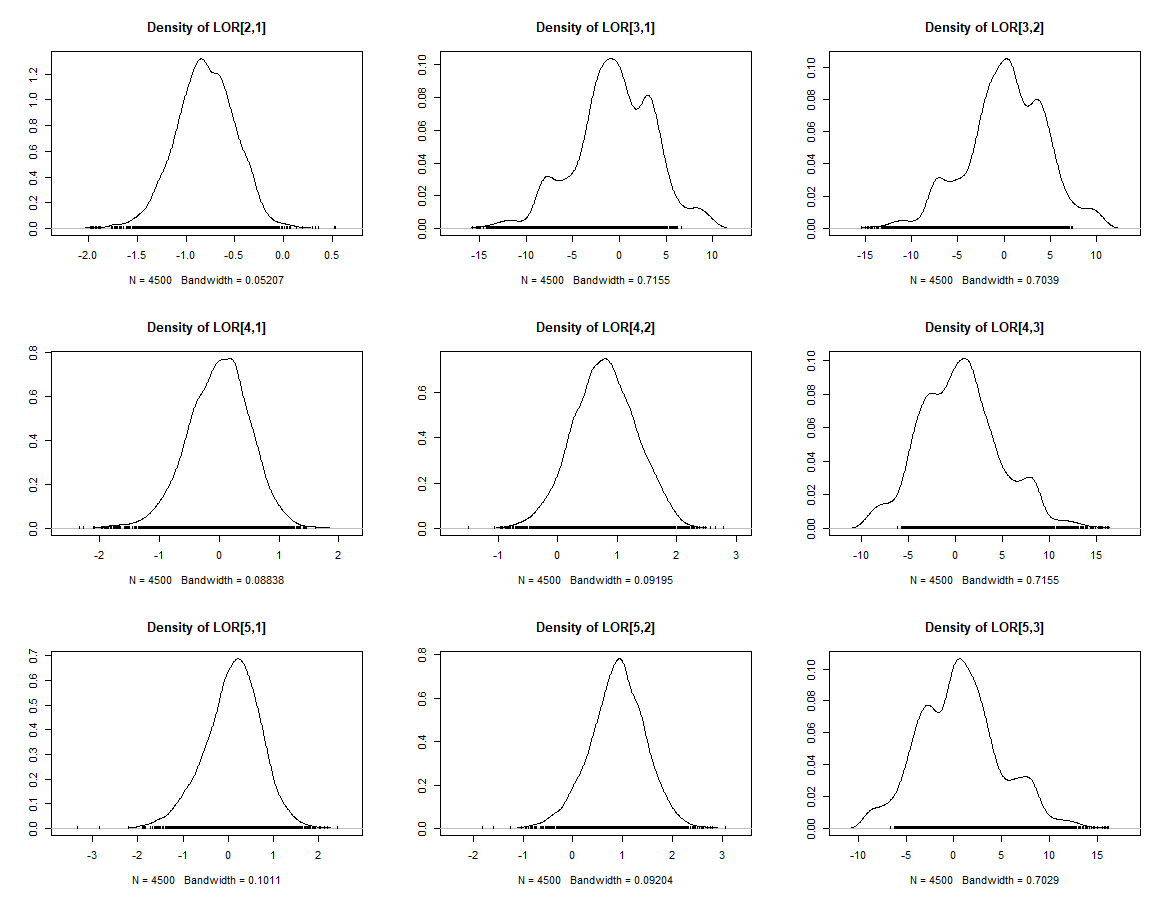 Density of LOR[2,1]
0.0 0.2 0.4 0.6 0.8 1.0 1.2
-2.0 -1.5 -1.0 -0.5 0.0 0.5
N = 4500 Bandwidth = 0.05207
Density of LOR[3,1]
0.00 0.02 0.04 0.06 0.08 0.10
-15 -10 -5 0 5 10
N = 4500 Bandwidth = 0.7155
Density of LOR[3,2]
0.00 0.02 0.04 0.06 0.08 0.10
-15 -10 -5 0 5 10
N = 4500 Bandwidth = 0.7039
Density of LOR[4,1]
0.0 0.2 0.4 0.6 0.8
-2 -1 0 1 2
N = 4500 Bandwidth = 0.08838
Density of LOR[4,2]
0.0 0.2 0.4 0.6
-1 0 1 2 3
N = 4500 Bandwidth = 0.09195
Density of LOR[4,3]
0.00 0.02 0.04 0.06 0.08 0.10
-10 -5 0 5 10 15
N = 4500 Bandwidth = 0.7155
Density of LOR[5,1]
0.0 0.1 0.2 0.3 0.4 0.5 0.6 0.7
-3 -2 -1 0 1 2
N = 4500 Bandwidth = 0.1011
Density of LOR[5,2]
0.0 0.2 0.4 0.6 0.8
-2 -1 0 1 2 3
N = 4500 Bandwidth = 0.09204
Density of LOR[5,3]
0.00 0.02 0.04 0.06 0.08 0.10
-10 -5 0 5 10 15
N = 4500 Bandwidth = 0.7029